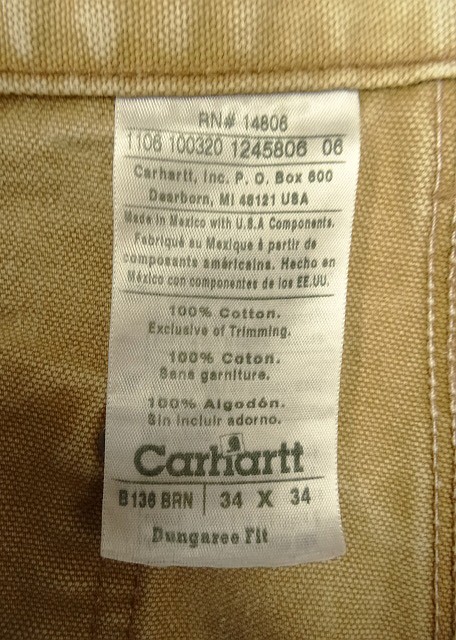 RN# 14806
1106 100320 1245806 06
Carhartt, Inc. P. O. Box 600
Dearborn, MI 48121 USA
Made in Mexico with U.S.A Components.
Fabriqué au Mexique à partir de
composants américains. Hecho en
México con componentes de los EE.UU.
100% Cotton.
Exclusive of Trimming.
100% Coton.
Sans garniture.
100% Algodón.
Sin incluir adorno.
Carhartt
B136 BRN | 34 X 34
Dungaree Fit